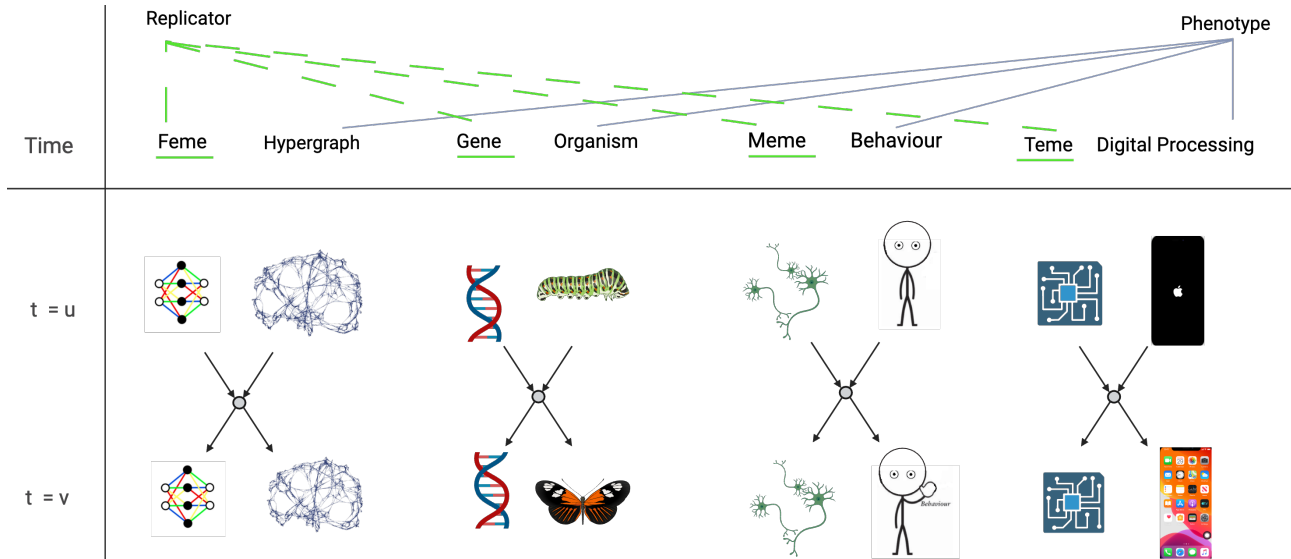 Replicator
Phenotype
Time
Feme
Hypergraph
Gene
Organism
Meme
Behaviour
Teme
Digital Processing
t = u
t = v
Behaviour